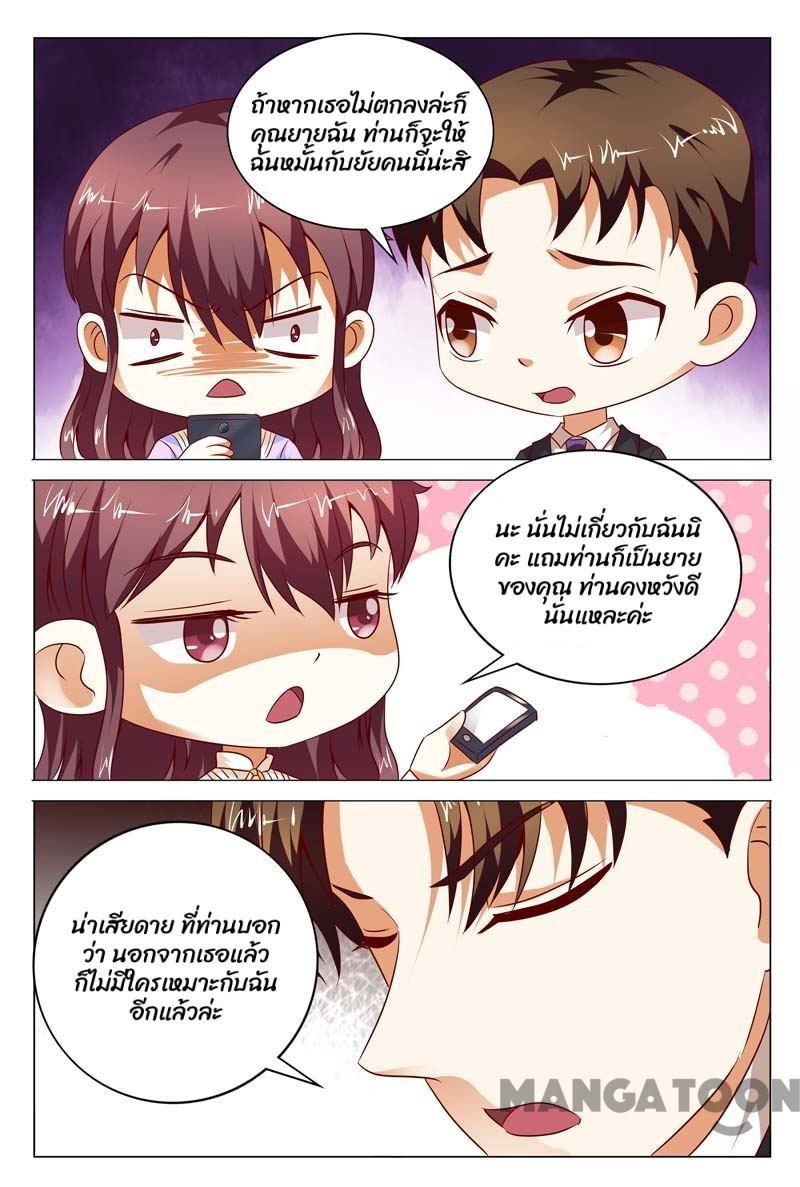 ถ้าหากเธอไม่ตกลงล่ะก็
คุณยายฉัน ท่านก็จะให้
ฉันหมั้นกับยัยคนนี้น่ะสิ
นะ นั่นไม่เกี่ยวกับฉันนิ
คะ แถมท่านก็เป็นยาย
ของคุณ ท่านคงหวังดี
นั่นแหละค่ะ
น่าเสียดาย ที่ท่านบอก
ว่า นอกจากเธอแล้ว
ก็ไม่มีใครเหมาะกับฉัน
อีกแล้วล่ะ
MANGATOON